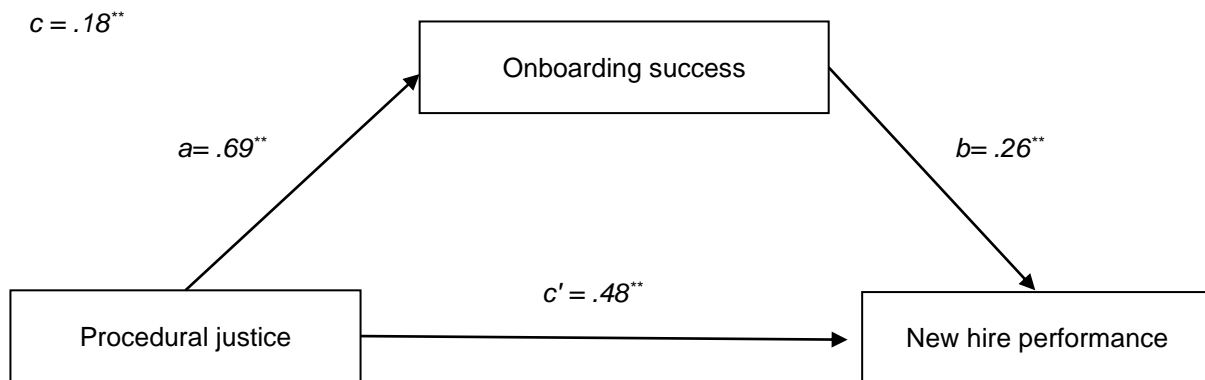 c = .18**
Onboarding success
a= .69**
b= .26**
c' = .48**
Procedural justice
New hire performance